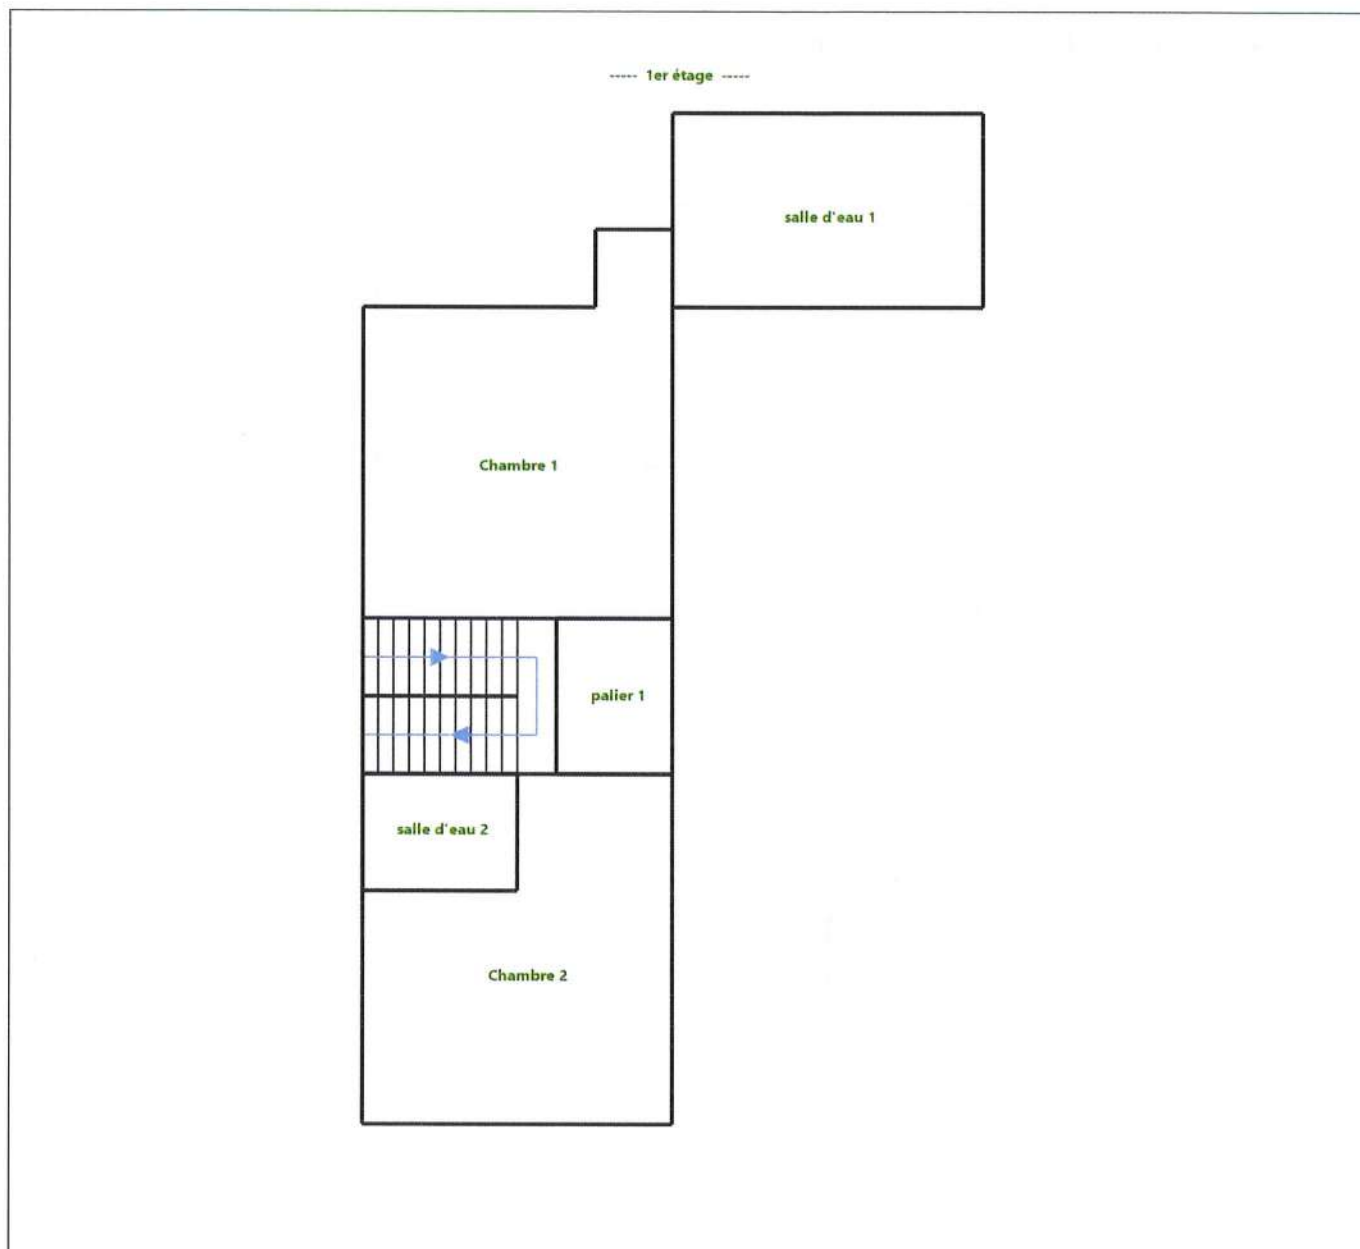 ----- 1er étage -----
salle d'eau 1
Chambre 1
palier 1
salle d'eau 2
Chambre 2